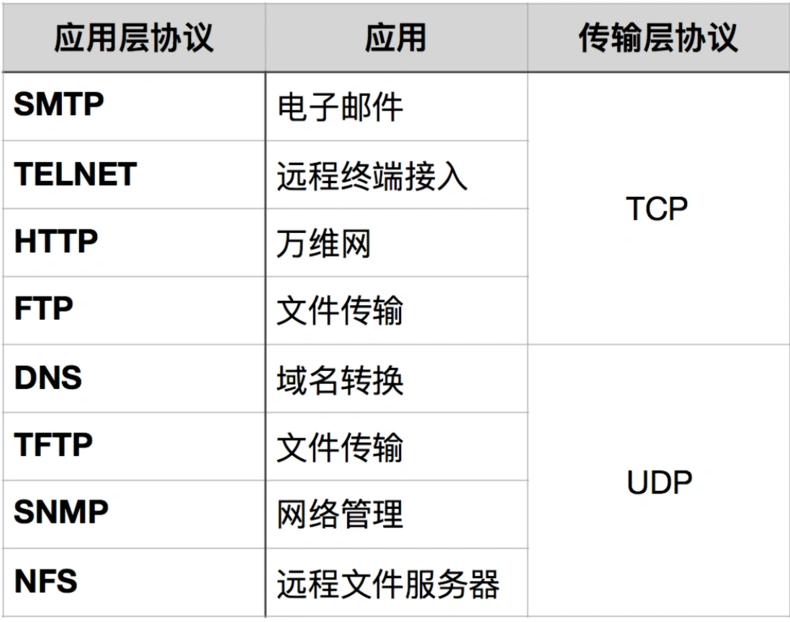 应用层协议 应用 传输层协议
SMTP 电子邮件
TELNET 远程终端接入
TCP
HTTP 万维网
FTP 文件传输
DNS 域名转换
TFTP 文件传输
UDP
SNMP 网络管理
NFS 远程文件服务器